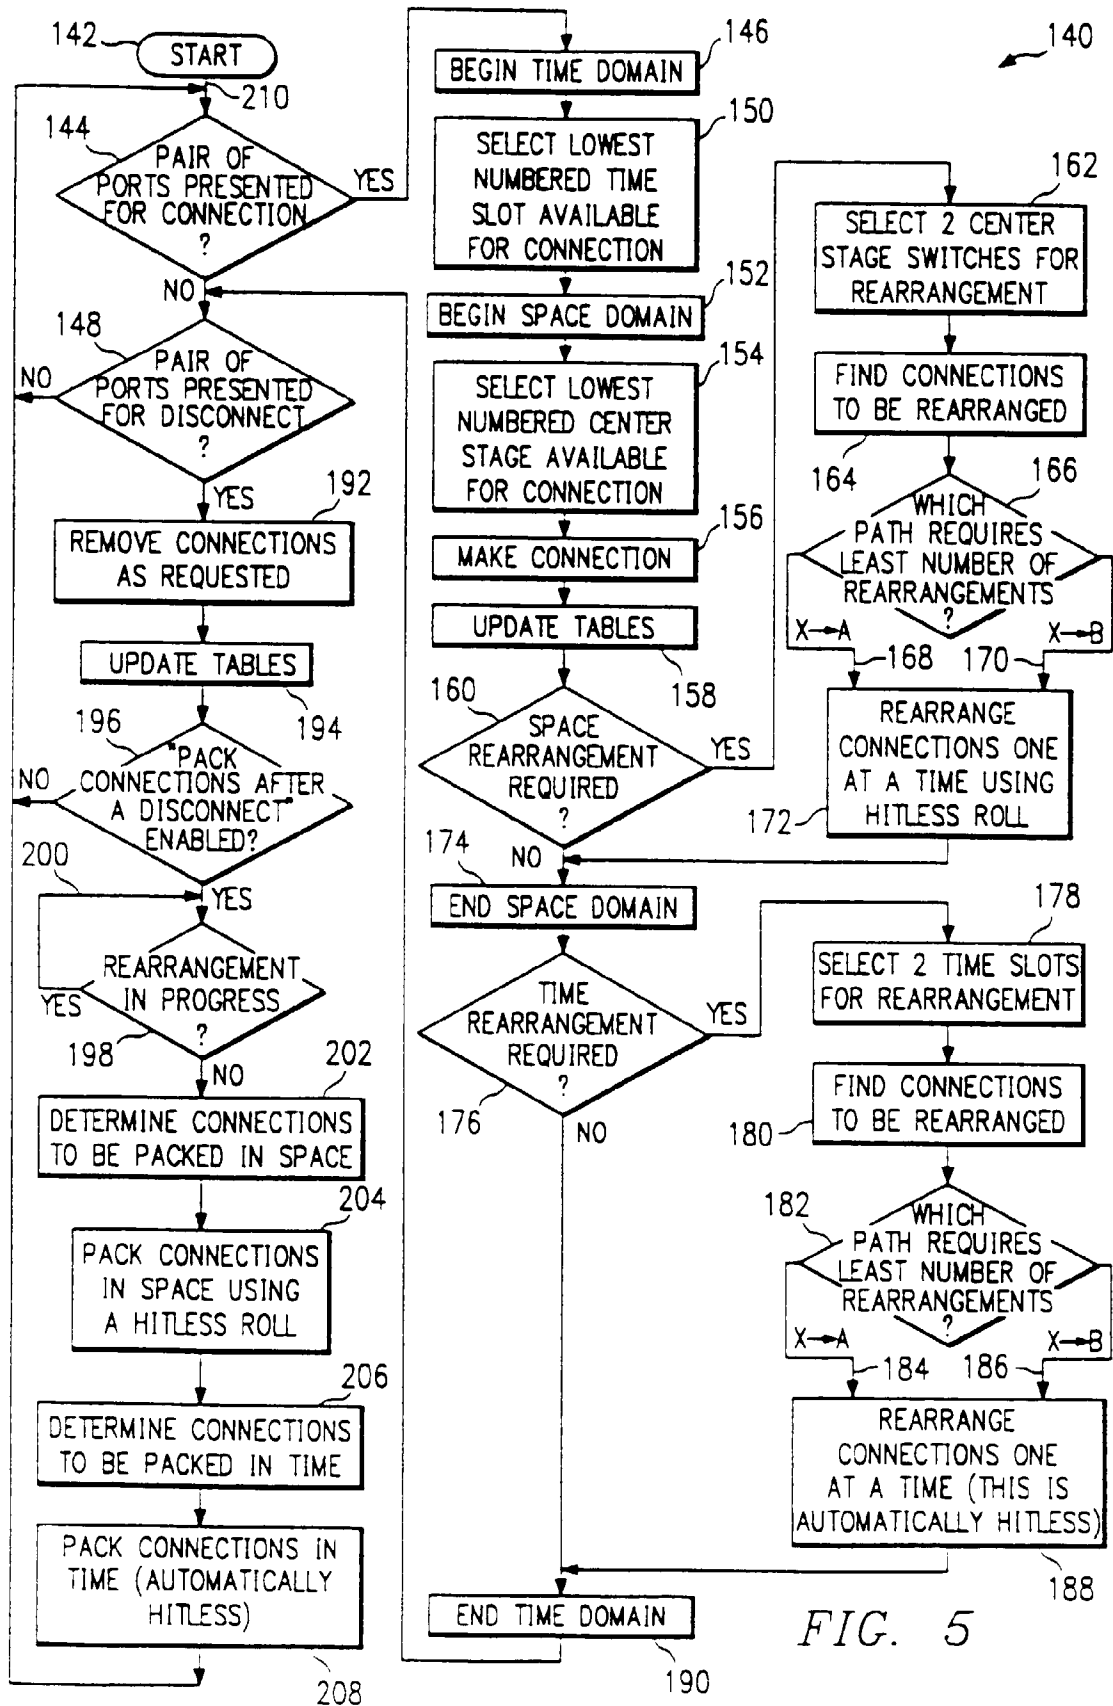 142
START
210
144
PAIR OF
PORTS PRESENTED
FOR CONNECTION
?
YES
NO
148
PAIR OF
PORTS PRESENTED
FOR DISCONNECT
?
NO
YES
192
REMOVE CONNECTIONS
AS REQUESTED
UPDATE TABLES
194
196
"PACK
CONNECTIONS AFTER
A DISCONNECT"
ENABLED?
NO
200
YES
REARRANGEMENT
IN PROGRESS
?
YES
198
NO
202
DETERMINE CONNECTIONS
TO BE PACKED IN SPACE
204
PACK CONNECTIONS
IN SPACE USING
A HITLESS ROLL
206
DETERMINE CONNECTIONS
TO BE PACKED IN TIME
PACK CONNECTIONS IN
TIME (AUTOMATICALLY
HITLESS)
208
146
BEGIN TIME DOMAIN
150
SELECT LOWEST
NUMBERED TIME
SLOT AVAILABLE
FOR CONNECTION
152
BEGIN SPACE DOMAIN
154
SELECT LOWEST
NUMBERED CENTER
STAGE AVAILABLE
FOR CONNECTION
156
MAKE CONNECTION
UPDATE TABLES
158
160
SPACE
REARRANGEMENT
REQUIRED
?
YES
NO
174
END SPACE DOMAIN
TIME
REARRANGEMENT
REQUIRED
?
YES
176
NO
END TIME DOMAIN
190
140
162
SELECT 2 CENTER
STAGE SWITCHES FOR
REARRANGEMENT
FIND CONNECTIONS
TO BE REARRANGED
164
166
WHICH
PATH REQUIRES
LEAST NUMBER OF
REARRANGEMENTS
?
X→A
X→B
168
170
REARRANGE
CONNECTIONS ONE
AT A TIME USING
HITLESS ROLL
172
178
SELECT 2 TIME SLOTS
FOR REARRANGEMENT
FIND CONNECTIONS
TO BE REARRANGED
180
182
WHICH
PATH REQUIRES
LEAST NUMBER OF
REARRANGEMENTS
?
X→A
X→B
184
186
REARRANGE
CONNECTIONS ONE
AT A TIME (THIS IS
AUTOMATICALLY HITLESS)
188
FIG. 5